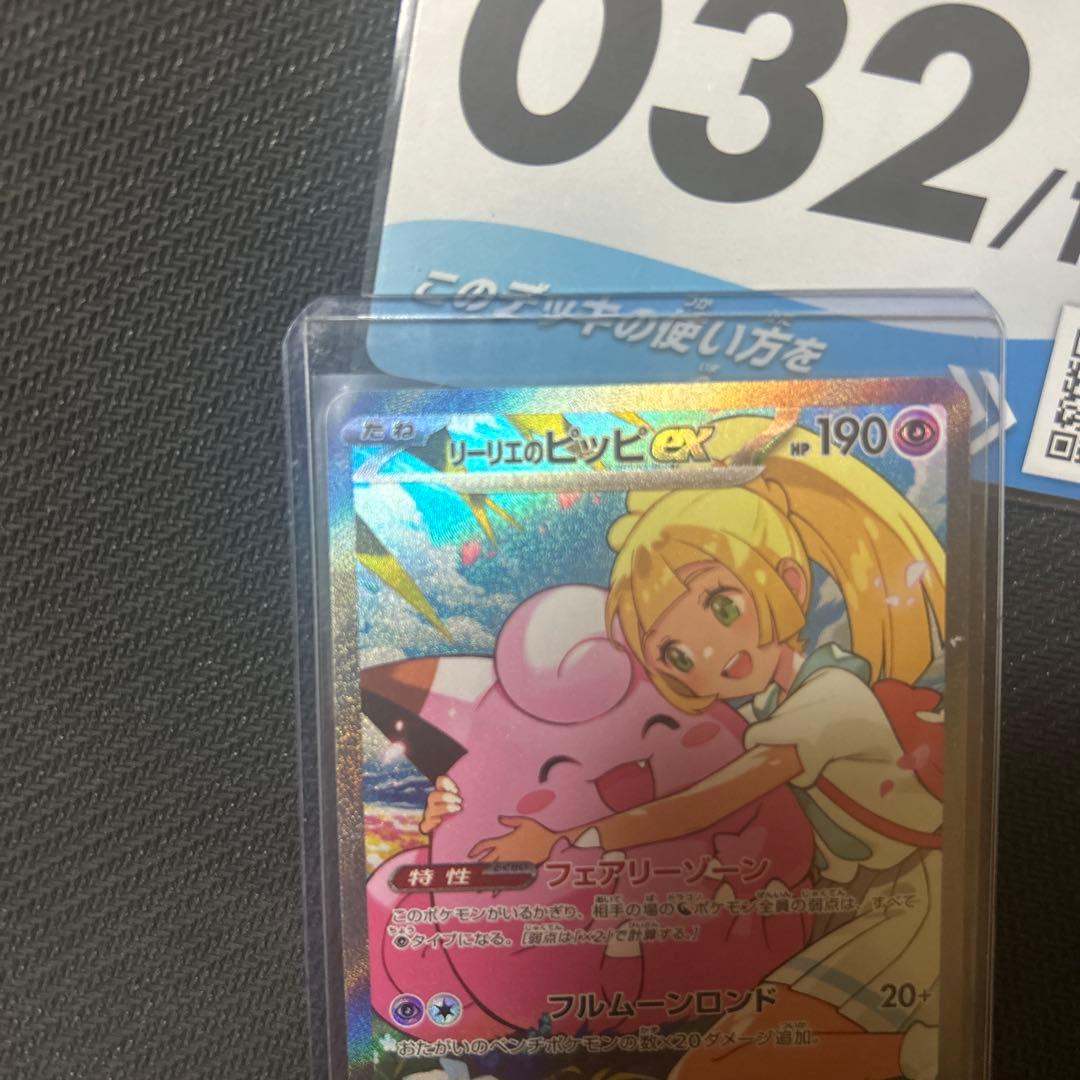 032/1
このデッキの使い方を
たね リーリエのピッピex HP 190
特性 とくせい フェアリーゾーン
このポケモンがいるかぎり、相手の場のポケモン全員の弱点は、すべて
タイプになる。[弱点は「×2」で計算する。]
フルムーンロンド 20+
おたがいのベンチポケモンの数×20ダメージ追加。